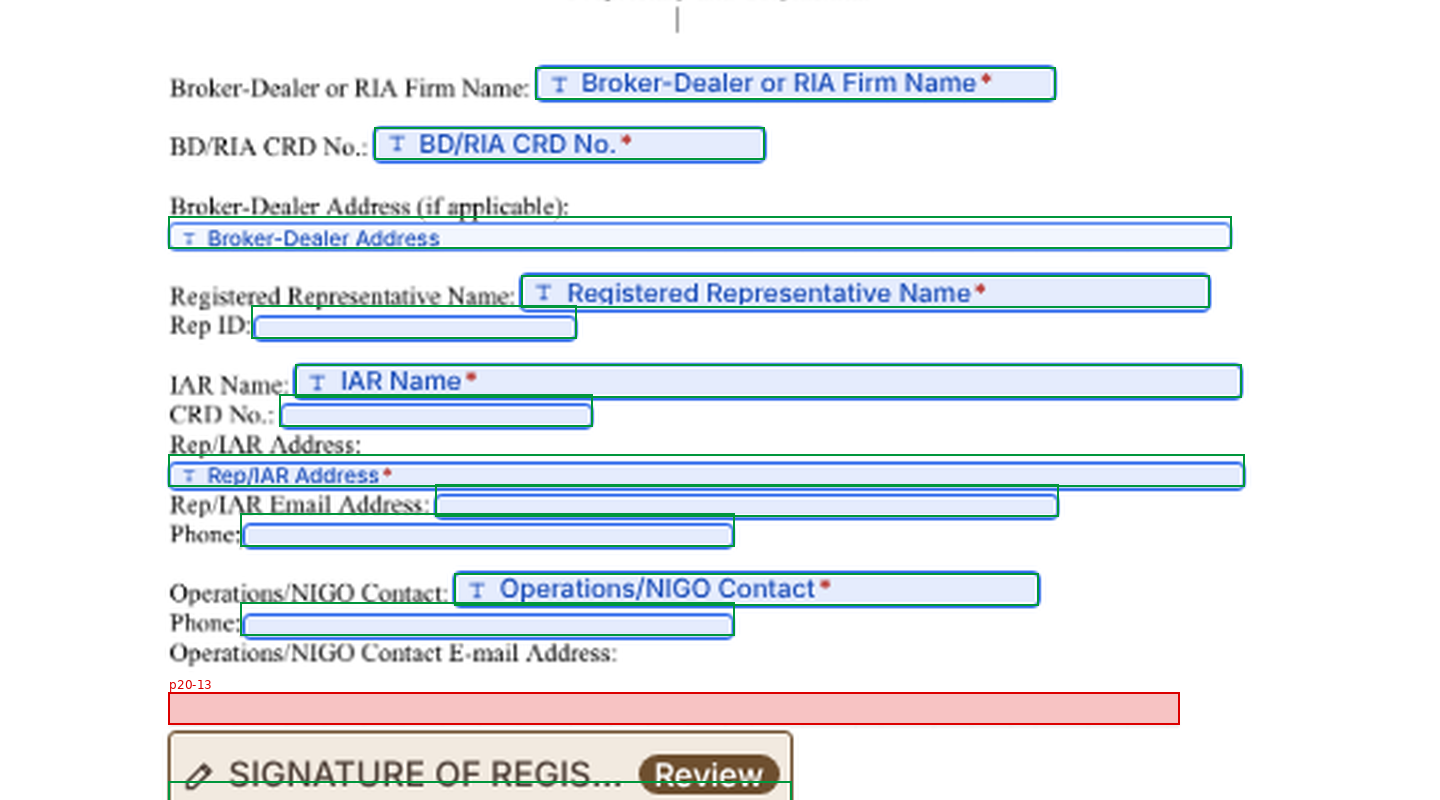 Broker-Dealer or RIA Firm Name: T Broker-Dealer or RIA Firm Name*
BD/RIA CRD No.: T BD/RIA CRD No.*
Broker-Dealer Address (if applicable):
T Broker-Dealer Address
Registered Representative Name: T Registered Representative Name*
Rep ID:
IAR Name: T IAR Name*
CRD No.:
Rep/IAR Address:
T Rep/IAR Address*
Rep/IAR Email Address:
Phone:
Operations/NIGO Contact: T Operations/NIGO Contact*
Phone:
Operations/NIGO Contact E-mail Address:
p20-13
SIGNATURE OF REGIS... Review